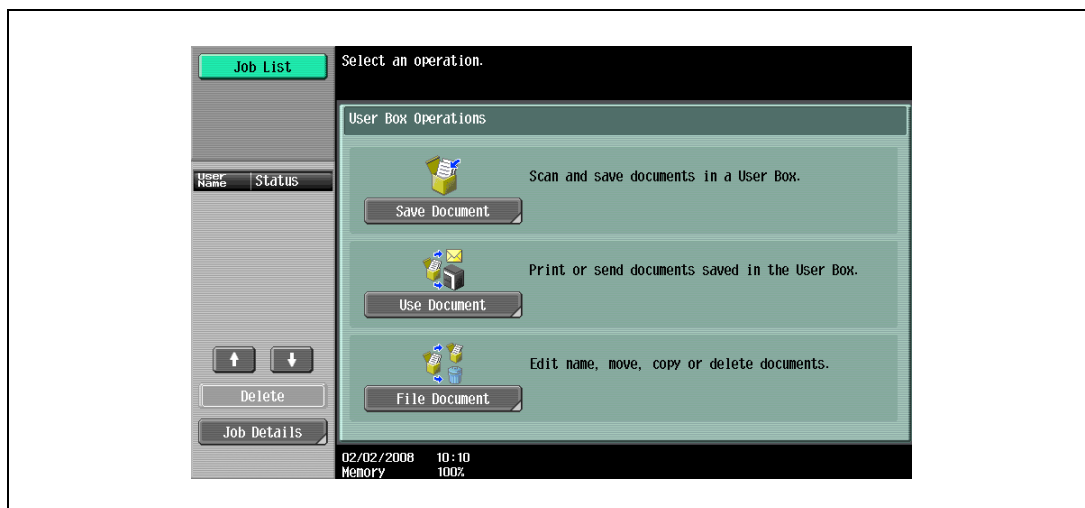 Job List
Select an operation.
User Box Operations
User Name Status
Scan and save documents in a User Box.
Save Document
Print or send documents saved in the User Box.
Use Document
Edit name, move, copy or delete documents.
File Document
Delete
Job Details
02/02/2008 10:10
Memory 100%